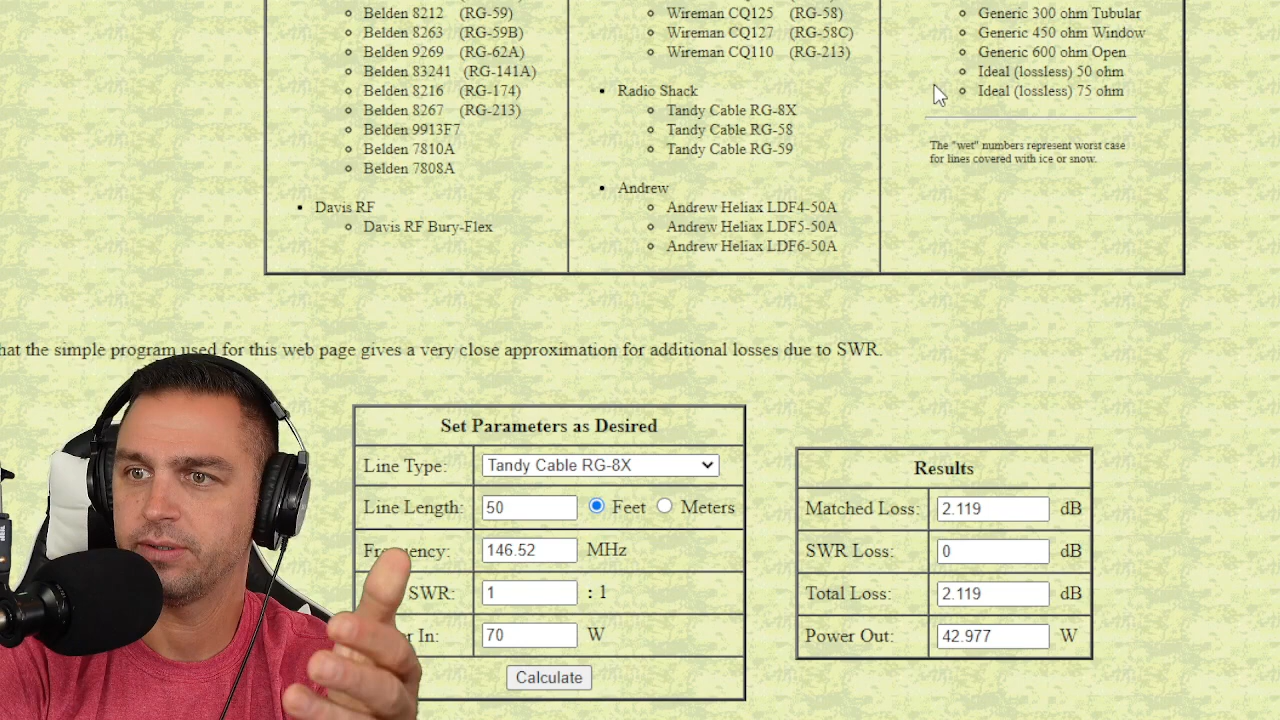 Belden 8212 (RG-59)
Belden 8263 (RG-59B)
Belden 9269 (RG-62A)
Belden 83241 (RG-141A)
Belden 8216 (RG-174)
Belden 8267 (RG-213)
Belden 9913F7
Belden 7810A
Belden 7808A
Davis RF
Davis RF Bury-Flex
Wireman CQ125 (RG-58)
Wireman CQ127 (RG-58C)
Wireman CQ110 (RG-213)
Radio Shack
Tandy Cable RG-8X
Tandy Cable RG-58
Tandy Cable RG-59
Andrew
Andrew Heliax LDF4-50A
Andrew Heliax LDF5-50A
Andrew Heliax LDF6-50A
Generic 300 ohm Tubular
Generic 450 ohm Window
Generic 600 ohm Open
Ideal (lossless) 50 ohm
Ideal (lossless) 75 ohm
The "wet" numbers represent worst case
for lines covered with ice or snow.
hat the simple program used for this web page gives a very close approximation for additional losses due to SWR.
Set Parameters as Desired
Line Type: Tandy Cable RG-8X
Line Length: 50 Feet Meters
146.52 MHz
SWR: 1 : 1
In: 70 W
Calculate
Results
Matched Loss: 2.119 dB
SWR Loss: 0 dB
Total Loss: 2.119 dB
Power Out: 42.977 W